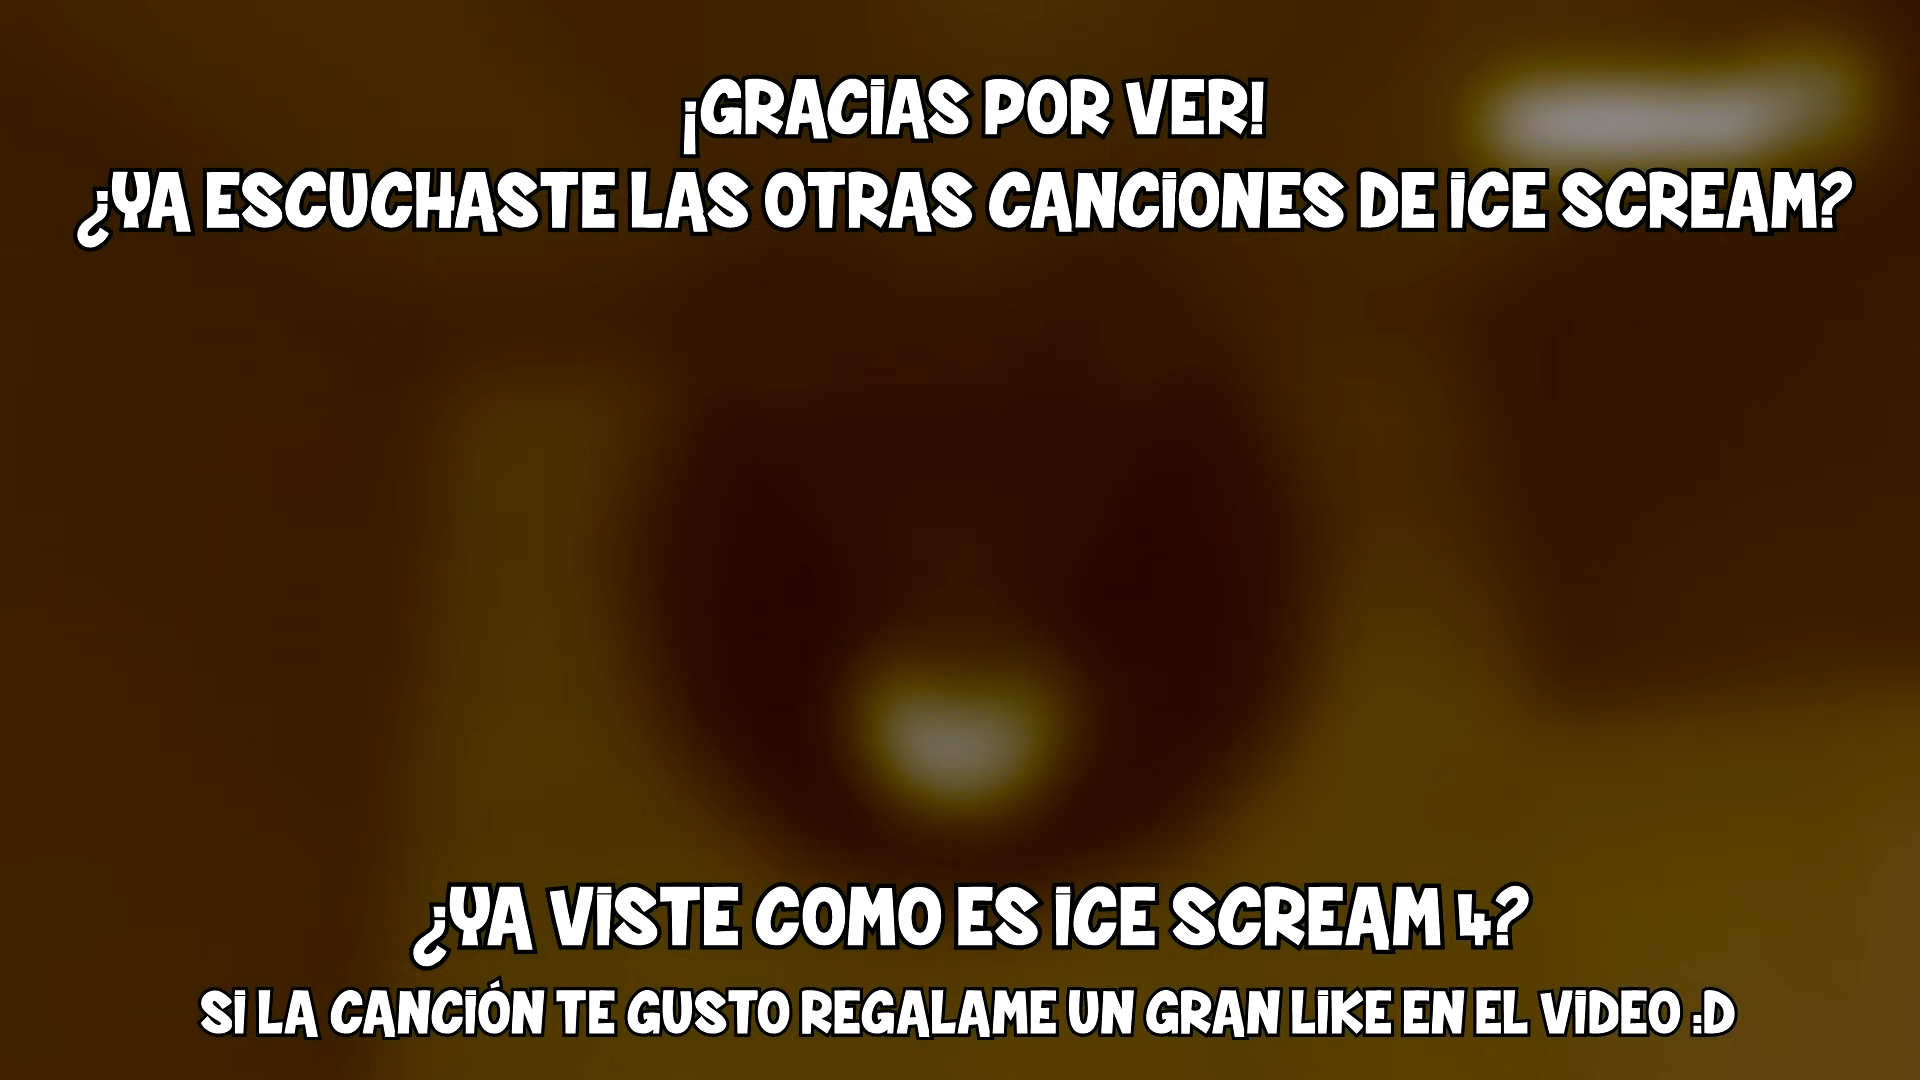 ¡GRACIAS POR VER!
¿YA ESCUCHASTE LAS OTRAS CANCIONES DE ICE SCREAM?
¿YA VISTE COMO ES ICE SCREAM 4?
SI LA CANCIÓN TE GUSTO REGALAME UN GRAN LIKE EN EL VIDEO :D